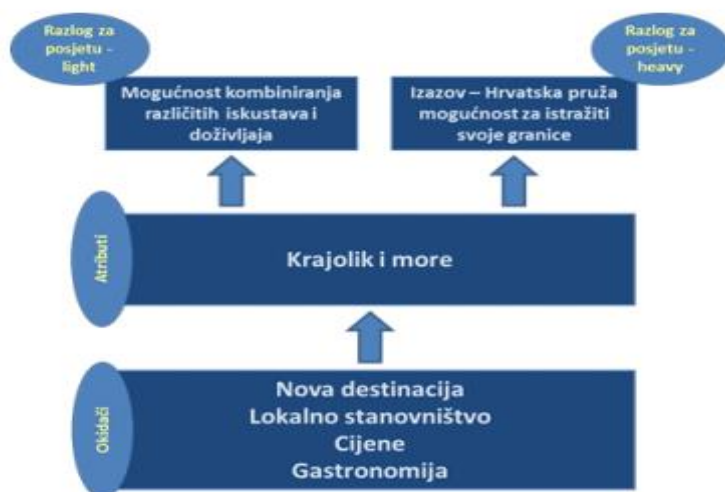 Razlog za
posjetu -
light
Razlog za
posjetu -
heavy
Mogućnost kombiniranja
različitih iskustava i
doživljaja
Izazov – Hrvatska pruža
mogućnost za istražiti
svoje granice
Atributi
Krajolik i more
Okidači
Nova destinacija
Lokalno stanovništvo
Cijene
Gastronomija